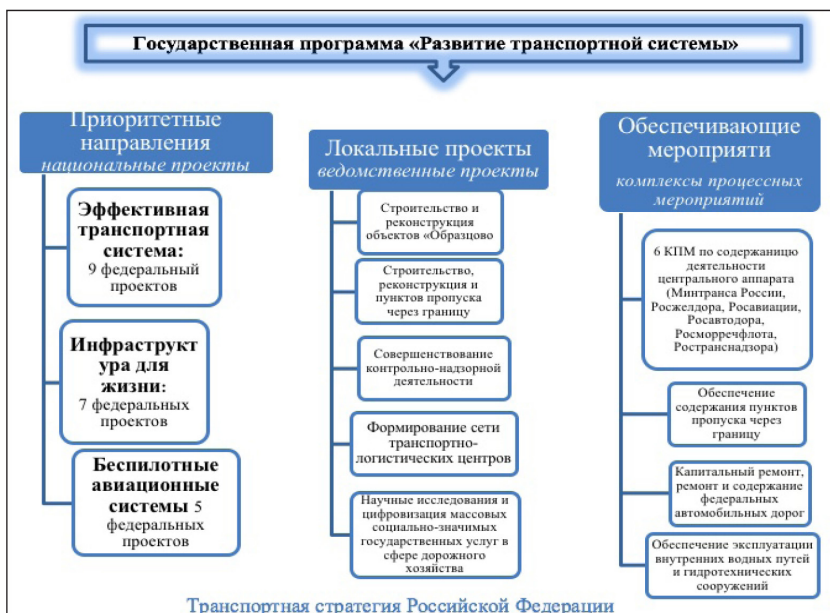 Государственная программа «Развитие транспортной системы»
Приоритетные
направления
национальные проекты
Эффективная
транспортная
система:
9 федеральный
проектов
Инфраструкт
ура для
жизни:
7 федеральных
проектов
Беспилотные
авиационные
системы 5
федеральных
проектов
Локальные проекты
ведомственные проекты
Строительство и
реконструкция
объектов «Образцово
Строительство,
реконструкция и
пунктов пропуска
через границу
Совершенствование
контрольно-надзорной
деятельности
Формирование сети
транспортно-
логистических центров
Научные исследования и
цифровизация массовых
социально-значимых
государственных услуг в
сфере дорожного
хозяйства
Обеспечивающие
мероприяти
комплексы процессных
мероприятий
6 КПМ по содержаницю
деятельности
центрального аппарата
(Минтранса России,
Росжелдора, Росавиации,
Росавтодора,
Росморречфлота,
Ространснадзора)
Обеспечение
содержания пунктов
пропуска через
границу
Капитальный ремонт,
ремонт и содержание
федеральных
автомобильных дорог
Обеспечение эксплуатации
внутренних водных путей
и гидротехнических
сооружений
Транспортная стратегия Российской Федерации